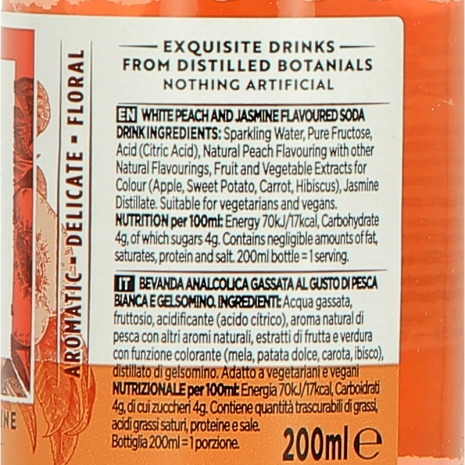 EXQUISITE DRINKS
FROM DISTILLED BOTANIALS
NOTHING ARTIFICIAL
AROMATIC • DELICATE • FLORAL
EN WHITE PEACH AND JASMINE FLAVOURED SODA
DRINK INGREDIENTS: Sparkling Water, Pure Fructose,
Acid (Citric Acid), Natural Peach Flavouring with other
Natural Flavourings, Fruit and Vegetable Extracts for
Colour (Apple, Sweet Potato, Carrot, Hibiscus), Jasmine
Distillate. Suitable for vegetarians and vegans.
NUTRITION per 100ml: Energy 70kJ/17kcal, Carbohydrate
4g, of which sugars 4g. Contains negligible amounts of fat,
saturates, protein and salt. 200ml bottle = 1 serving.
IT BEVANDA ANALCOLICA GASSATA AL GUSTO DI PESCA
BIANCA E GELSOMINO. INGREDIENTI: Acqua gassata,
fruttosio, acidificante (acido cítrico), aroma natural di
pesca con altri aromi naturali, estratti di frutta e verdura
con funzione colorante (mela, patata dolce, carota, ibisco),
distillato di gelsomino. Adatto a vegetariani e vegani
NUTRIZIONALE per 100ml: Energia 70kJ/17kcal, Carboidrati
4g, di cui zuccheri 4g. Contiene quantità trascurabili di grassi,
acidi grassi saturi, proteine e sale.
Bottiglia 200ml = 1 porzione.
200ml e